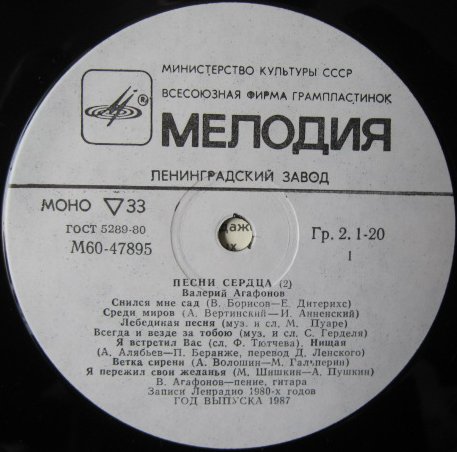 МИНИСТЕРСТВО КУЛЬТУРЫ СССР
ВСЕСОЮЗНАЯ ФИРМА ГРАМПЛАСТИНОК
®
МЕЛОДИЯ
ЛЕНИНГРАДСКИЙ ЗАВОД
МОНО ▽ 33
ГОСТ 5289-80
М60-47895
Гр. 2. 1-20
1
ПЕСНИ СЕРДЦА (2)
Валерий Агафонов
Снился мне сад (В. Борисов—Е. Дитерихс)
Среди миров (А. Вертинский—И. Анненский)
Лебединая песня (муз. и сл. М. Пуаре)
Всегда и везде за тобою (муз. и сл. С. Герделя)
Я встретил Вас (сл. Ф. Тютчева). Нищая
(А. Алябьев—П. Беранже, перевод Д. Ленского)
Ветка сирени (А. Волошин—М. Гальперин)
Я пережил свои желанья (М. Шишкин—А. Пушкин)
В. Агафонов—пение, гитара
Записи Ленрадио 1980-х годов
ГОД ВЫПУСКА 1987